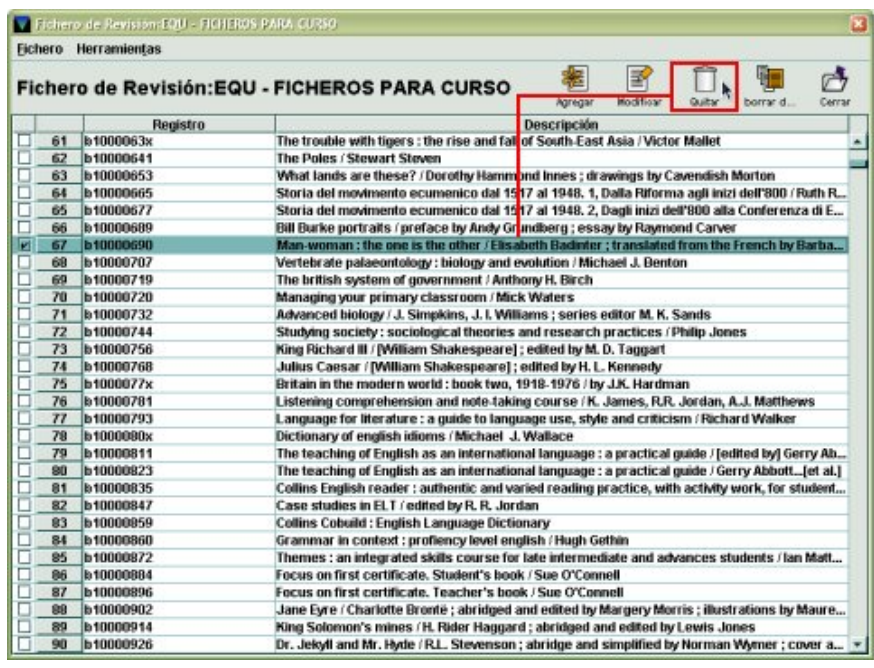 Fichero de Revisión:EQU - FICHEROS PARA CURSO
Fichero Herramientas
Fichero de Revisión:EQU - FICHEROS PARA CURSO
Agregar Modificar Quitar borrar d... Cerrar
Registro Descripción
61 b1000063x The trouble with tigers : the rise and fall of South-East Asia / Victor Mallet
62 b10000641 The Poles / Stewart Steven
63 b10000653 What lands are these? / Dorothy Hammond Innes ; drawings by Cavendish Morton
64 b10000665 Storia del movimento ecumenico dal 1517 al 1948. 1, Dalla Riforma agli inizi dell'800 / Ruth R...
65 b10000677 Storia del movimento ecumenico dal 1517 al 1948. 2, Dagli inizi dell'800 alla Conferenza di E...
66 b10000689 Bill Burke portraits / preface by Andy Grundberg ; essay by Raymond Carver
67 b10000690 Man-woman : the one is the other / Elisabeth Badinter ; translated from the French by Barba...
68 b10000707 Vertebrate palaeontology : biology and evolution / Michael J. Benton
69 b10000719 The british system of government / Anthony H. Birch
70 b10000720 Managing your primary classroom / Mick Waters
71 b10000732 Advanced biology / J. Simpkins, J. I. Williams ; series editor M. K. Sands
72 b10000744 Studying society : sociological theories and research practices / Philip Jones
73 b10000756 King Richard III / [William Shakespeare] ; edited by M. D. Taggart
74 b10000768 Julius Caesar / [William Shakespeare] ; edited by H. L. Kennedy
75 b1000077x Britain in the modern world : book two, 1918-1976 / by J.K. Hardman
76 b10000781 Listening comprehension and note-taking course / K. James, R.R. Jordan, A.J. Matthews
77 b10000793 Language for literature : a guide to language use, style and criticism / Richard Walker
78 b1000080x Dictionary of english idioms / Michael J. Wallace
79 b10000811 The teaching of English as an international language : a practical guide / [edited by] Gerry Ab...
80 b10000823 The teaching of English as an international language : a practical guide / Gerry Abbott...[et al.]
81 b10000835 Collins English reader : authentic and varied reading practice, with activity work, for student...
82 b10000847 Case studies in ELT / edited by R. R. Jordan
83 b10000859 Collins Cobuild : English Language Dictionary
84 b10000860 Grammar in context : profiency level english / Hugh Gethin
85 b10000872 Themes : an integrated skills course for late intermediate and advances students / Ian Matt...
86 b10000884 Focus on first certificate. Student's book / Sue O'Connell
87 b10000896 Focus on first certificate. Teacher's book / Sue O'Connell
88 b10000902 Jane Eyre / Charlotte Brontë ; abridged and edited by Margery Morris ; illustrations by Maure...
89 b10000914 King Solomon's mines / H. Rider Haggard ; abridged and edited by Lewis Jones
90 b10000926 Dr. Jekyll and Mr. Hyde / R.L. Stevenson ; abridge and simplified by Norman Wymer ; cover a...